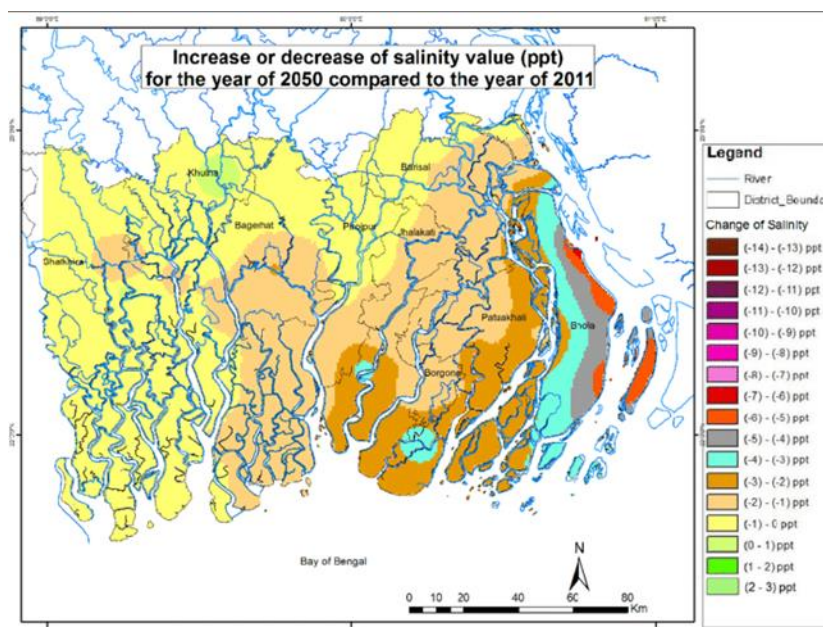 Increase or decrease of salinity value (ppt)
for the year of 2050 compared to the year of 2011
Khulna
Barisal
Bagerhat
Pirojpur
Jhalakati
Shatkhira
Patuakhali
Bhola
Borgona
Bay of Bengal
N
0 5 10 20 40 60 80
Km
Legend
River
District_Bounda
Change of Salinity
(-14) - (-13) ppt
(-13) - (-12) ppt
(-12) - (-11) ppt
(-11) - (-10) ppt
(-10) - (-9) ppt
(-9) - (-8) ppt
(-8) - (-7) ppt
(-7) - (-6) ppt
(-6) - (-5) ppt
(-5) - (-4) ppt
(-4) - (-3) ppt
(-3) - (-2) ppt
(-2) - (-1) ppt
(-1) - 0 ppt
(0 - 1) ppt
(1 - 2) ppt
(2 - 3) ppt